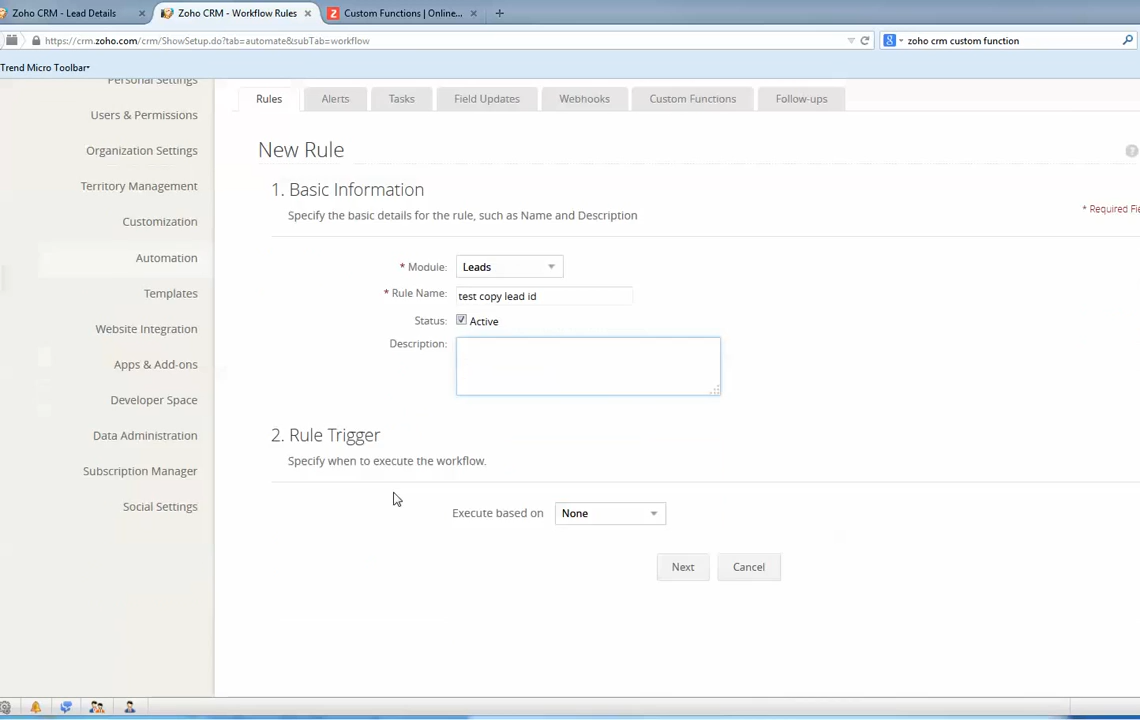 Zoho CRM - Lead Details × Zoho CRM - Workflow Rules × Custom Functions | Online... × +
https://crm.zoho.com/crm/ShowSetup.do?tab=automate&subTab=workflow zoho crm custom function
Trend Micro Toolbar
Personal Settings
Users & Permissions
Organization Settings
Territory Management
Customization
Automation
Templates
Website Integration
Apps & Add-ons
Developer Space
Data Administration
Subscription Manager
Social Settings
Rules Alerts Tasks Field Updates Webhooks Custom Functions Follow-ups
New Rule ?
1. Basic Information
Specify the basic details for the rule, such as Name and Description
* Required Fie
* Module: Leads
* Rule Name: test copy lead id
Status: Active
Description:
2. Rule Trigger
Specify when to execute the workflow.
Execute based on None
Next Cancel